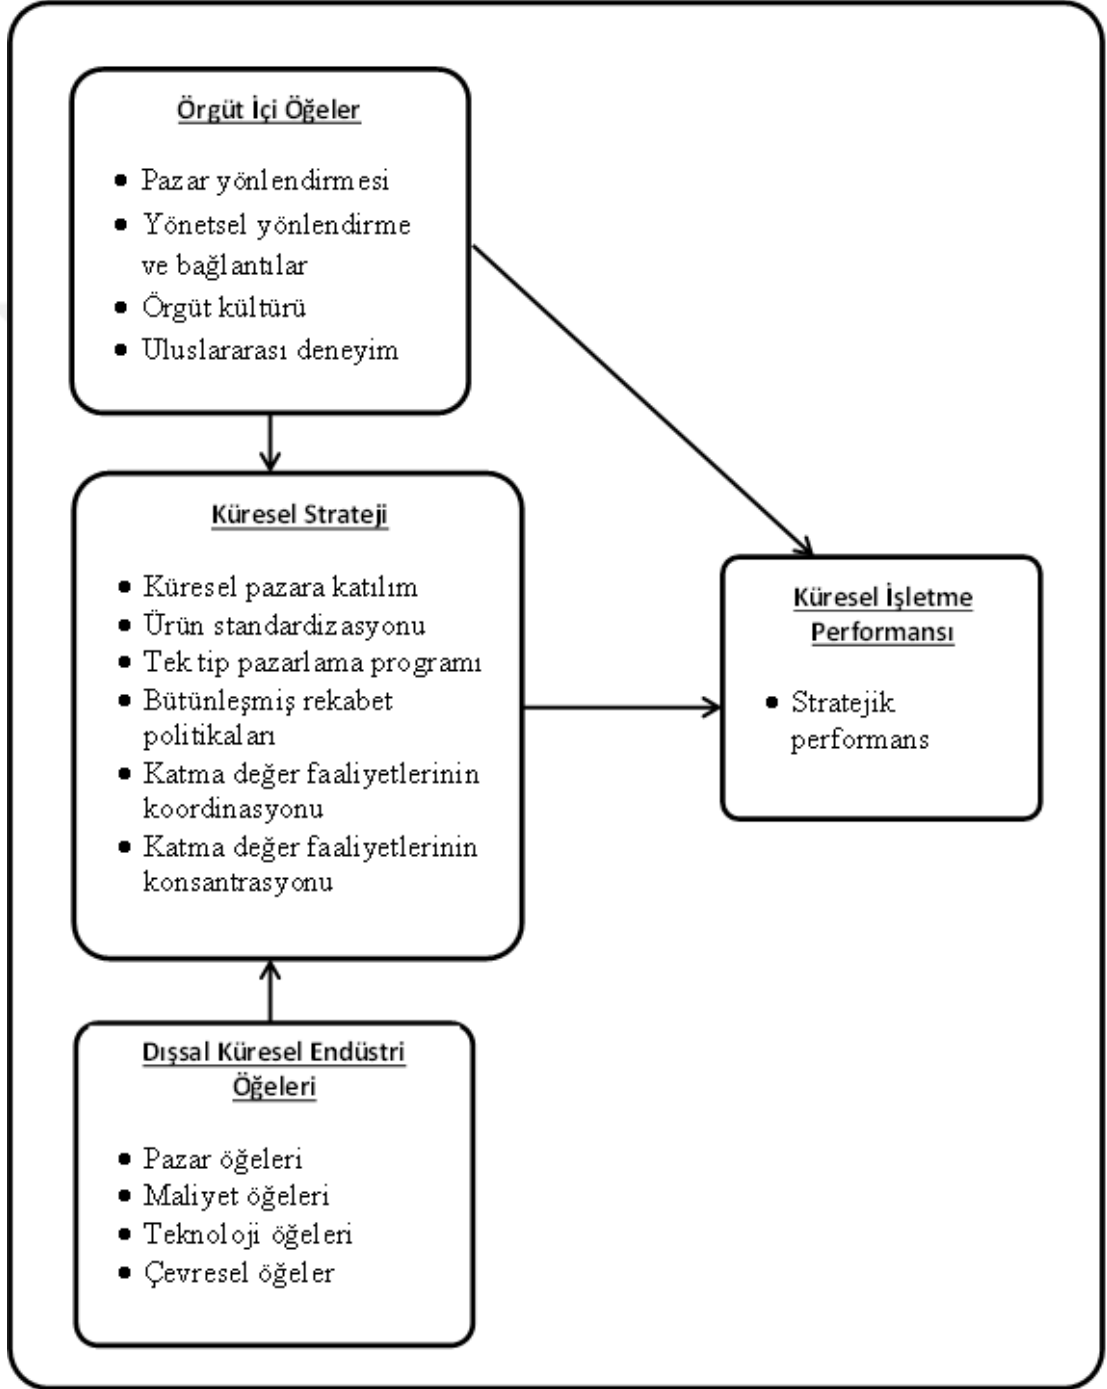 Örgüt İçi Öğeler
• Pazar yönlendirmesi
• Yönetsel yönlendirme
ve bağlantılar
• Örgüt kültürü
• Uluslararası deneyim
Küresel Strateji
• Küresel pazara katılım
• Ürün standardizasyonu
• Tek tip pazarlama programı
• Bütünleşmiş rekabet
politikaları
• Katma değer faaliyetlerinin
koordinasyonu
• Katma değer faaliyetlerinin
konsantrasyonu
Küresel İşletme
Performansı
• Stratejik
performans
Dışsal Küresel Endüstri
Öğeleri
• Pazar öğeleri
• Maliyet öğeleri
• Teknoloji öğeleri
• Çevresel öğeler